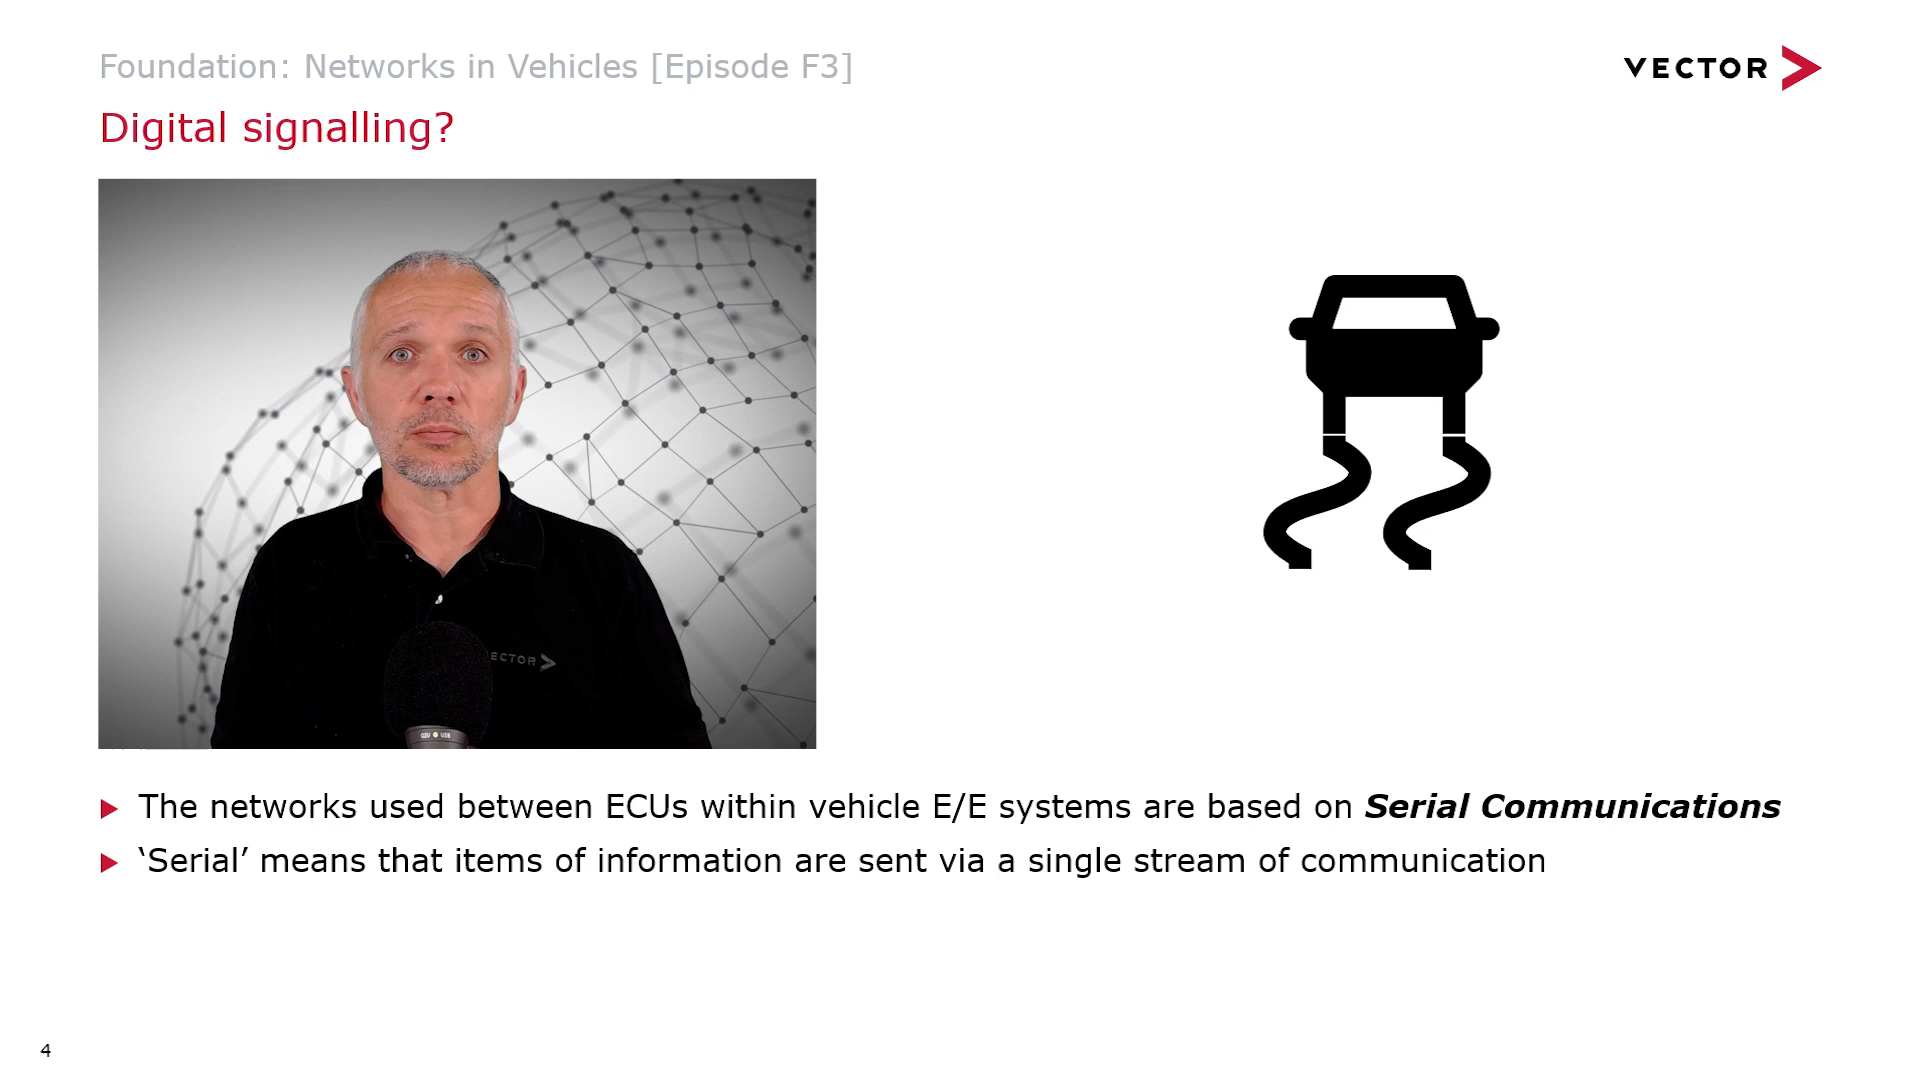 Foundation: Networks in Vehicles [Episode F3]
VECTOR
Digital signalling?
ECTOR
▶ The networks used between ECUs within vehicle E/E systems are based on Serial Communications
▶ ‘Serial’ means that items of information are sent via a single stream of communication
4